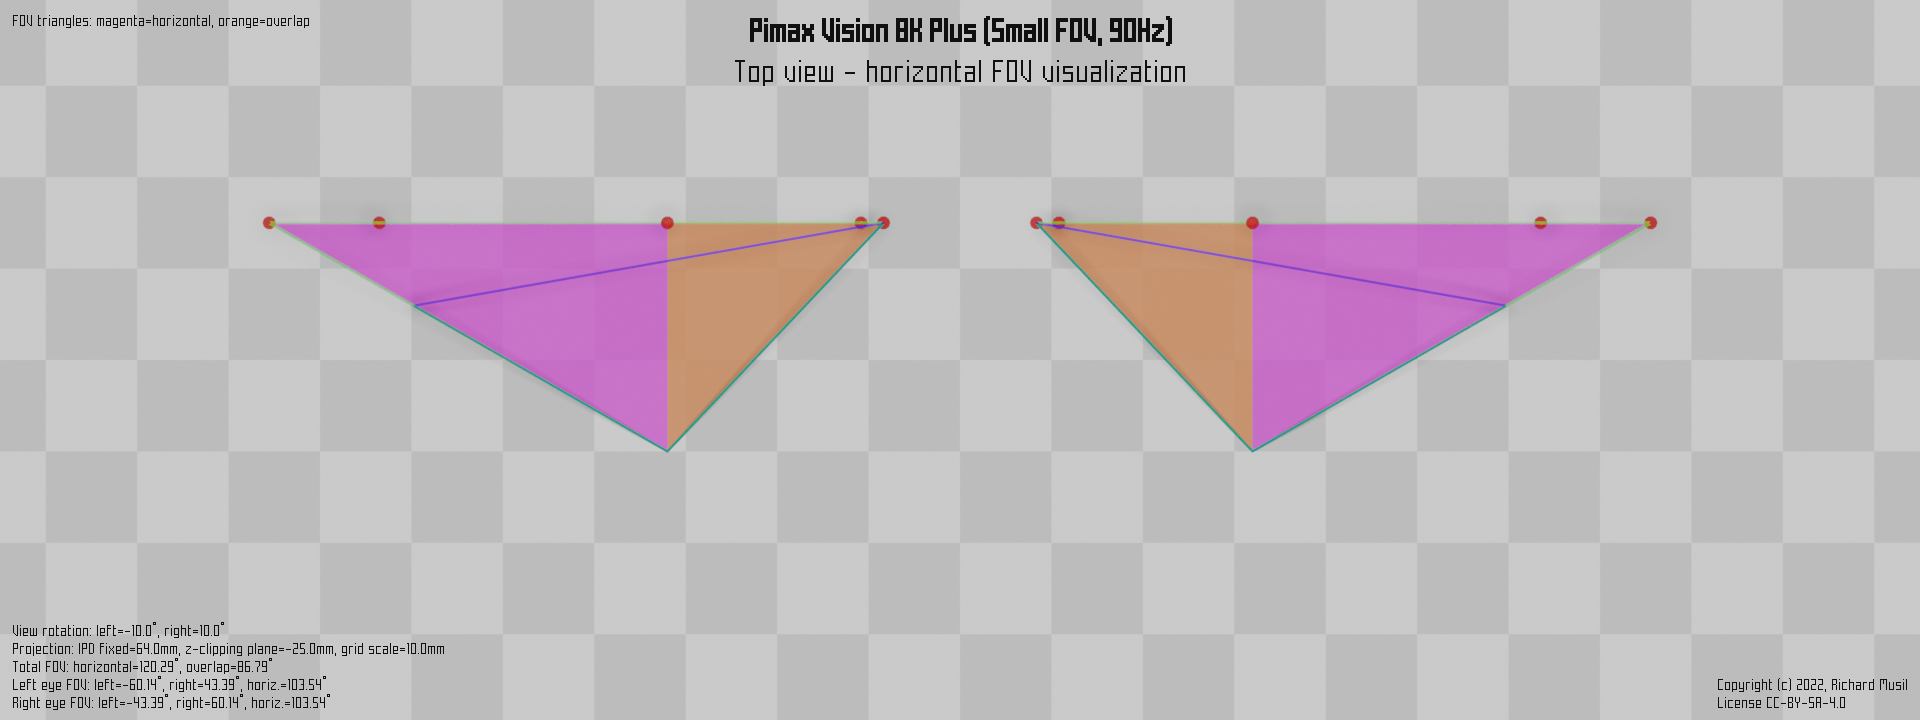 FOV triangles: magenta=horizontal, orange=overlap
Pimax Vision 8K Plus (Small FOV, 90Hz)
Top view - horizontal FOV visualization
View rotation: left=-10.0°, right=10.0°
Projection: IPD fixed=64.0mm, z-clipping plane=-25.0mm, grid scale=10.0mm
Total FOV: horizontal=120.29°, overlap=86.79°
Left eye FOV: left=-60.14°, right=43.39°, horiz.=103.54°
Right eye FOV: left=-43.39°, right=60.14°, horiz.=103.54°
Copyright (c) 2022, Richard Musil
License CC-BY-SA-4.0